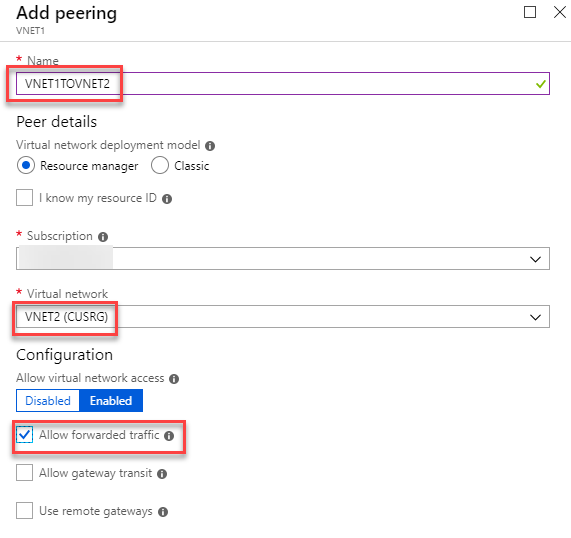 Add peering
VNET1
* Name
VNET1TOVNET2
Peer details
Virtual network deployment model
Resource manager Classic
I know my resource ID
* Subscription
* Virtual network
VNET2 (CUSRG)
Configuration
Allow virtual network access
Disabled Enabled
Allow forwarded traffic
Allow gateway transit
Use remote gateways